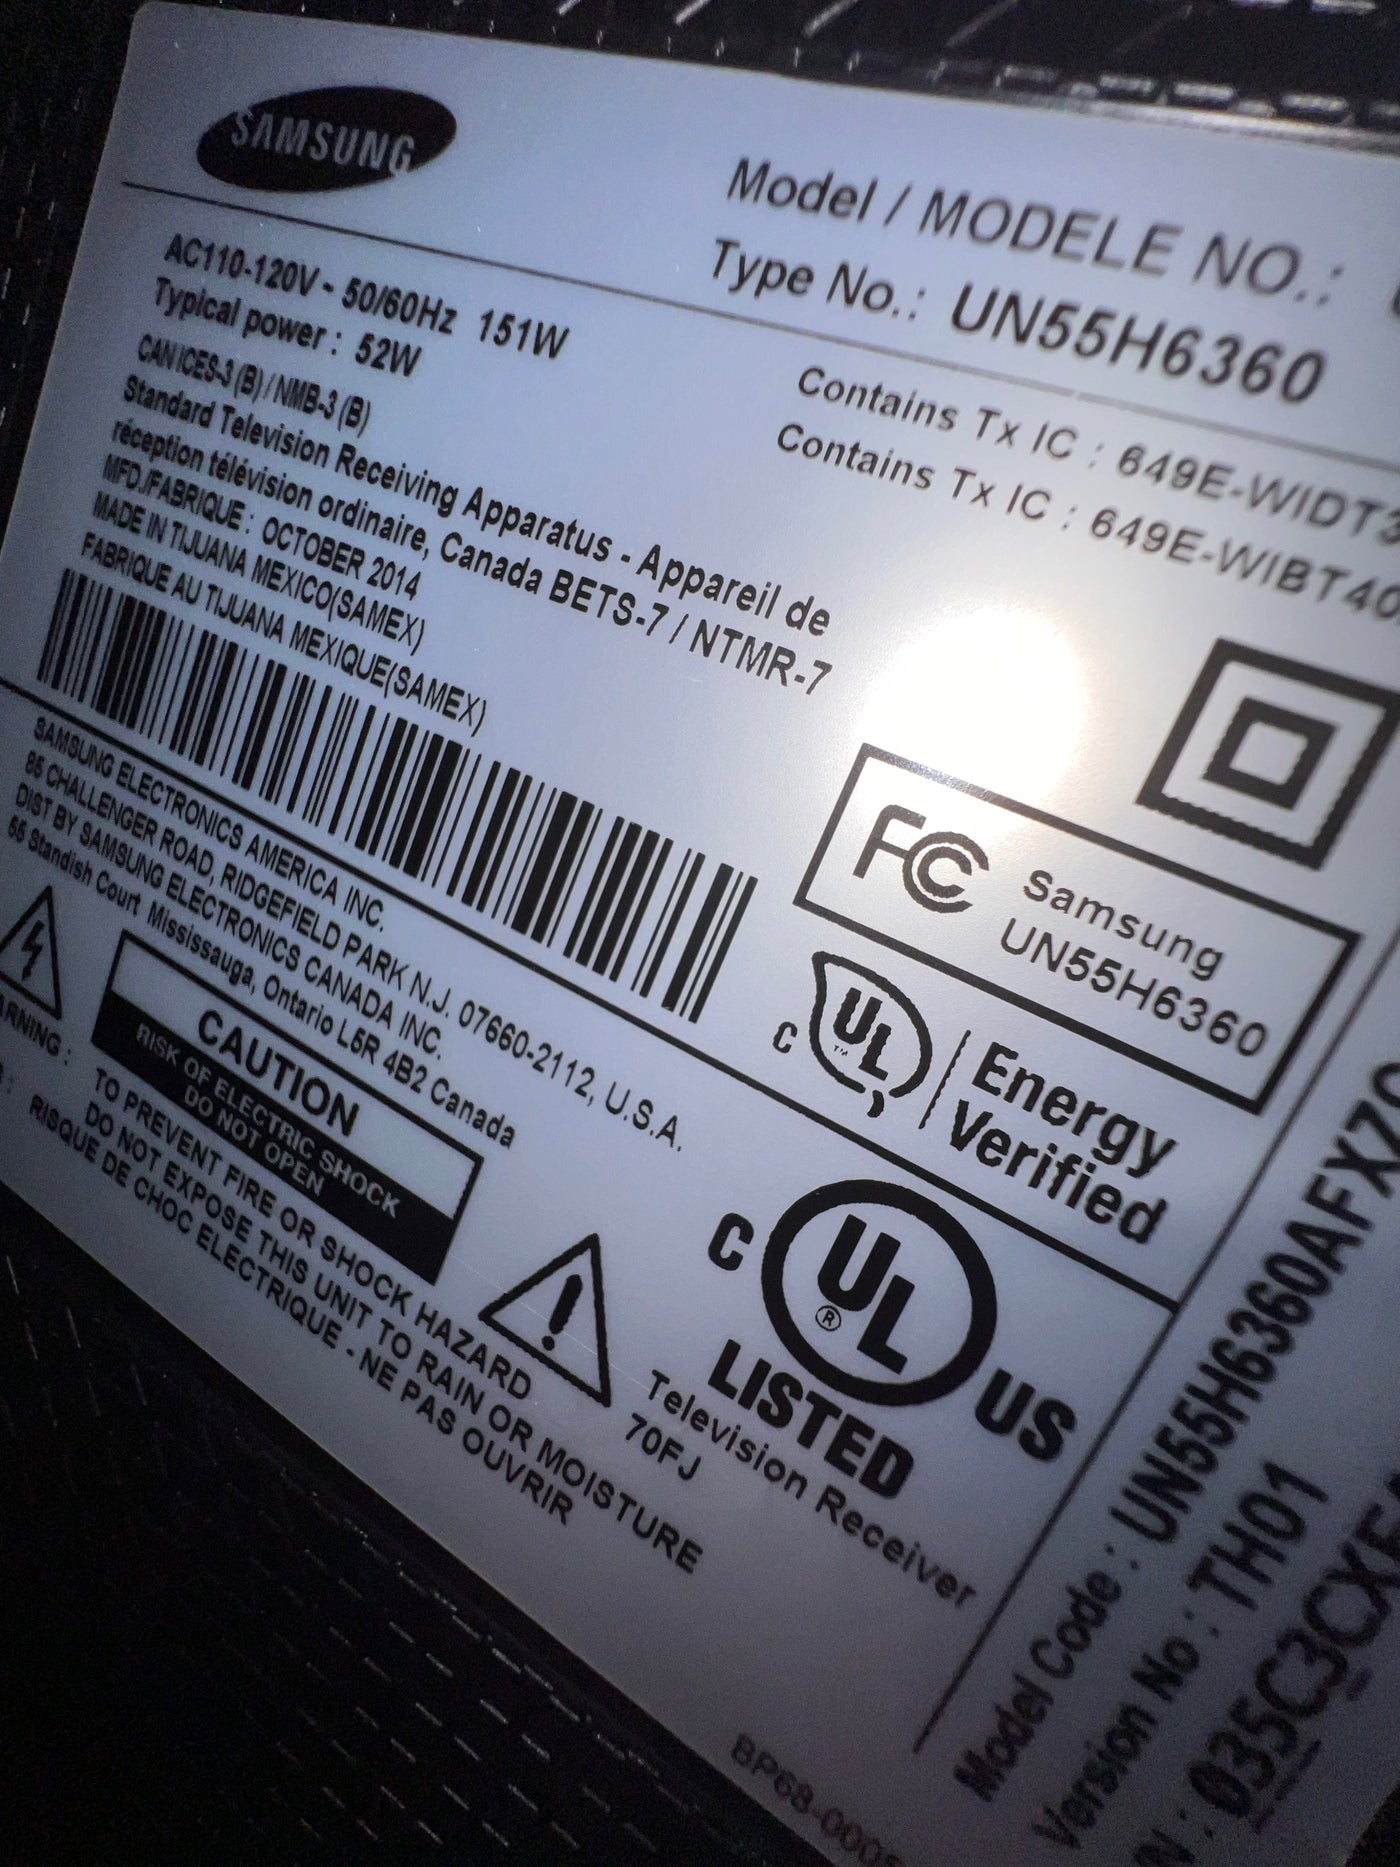 SAMSUNG
Model / MODELE NO.:
Type No.: UN55H6360
AC110-120V~ 50/60Hz 151W
Typical power : 52W
CAN ICES-3 (B) / NMB-3 (B)
Standard Television Receiving Apparatus - Appareil de
réception télévision ordinaire, Canada BETS-7 / NTMR-7
MFD./FABRIQUE : OCTOBER 2014
MADE IN TIJUANA MEXICO(SAMEX)
FABRIQUE AU TIJUANA MEXIQUE(SAMEX)
Contains Tx IC : 649E-WIDT3
Contains Tx IC : 649E-WIBT40
FC Samsung
UN55H6360
SAMSUNG ELECTRONICS AMERICA INC.
85 CHALLENGER ROAD, RIDGEFIELD PARK N.J. 07660-2112, U.S.A.
DIST BY SAMSUNG ELECTRONICS CANADA INC.
55 Standish Court Mississauga, Ontario L5R 4B2 Canada
C UL TM Energy
Verified
CAUTION
RISK OF ELECTRIC SHOCK
DO NOT OPEN
ARNING : TO PREVENT FIRE OR SHOCK HAZARD
DO NOT EXPOSE THIS UNIT TO RAIN OR MOISTURE
RISQUE DE CHOC ELECTRIQUE - NE PAS OUVRIR
C UL ® US
LISTED
Television Receiver
70FJ
Model Code : UN55H6360AFXZ
Version No : TH01
N : 035C3CX
BP68-000